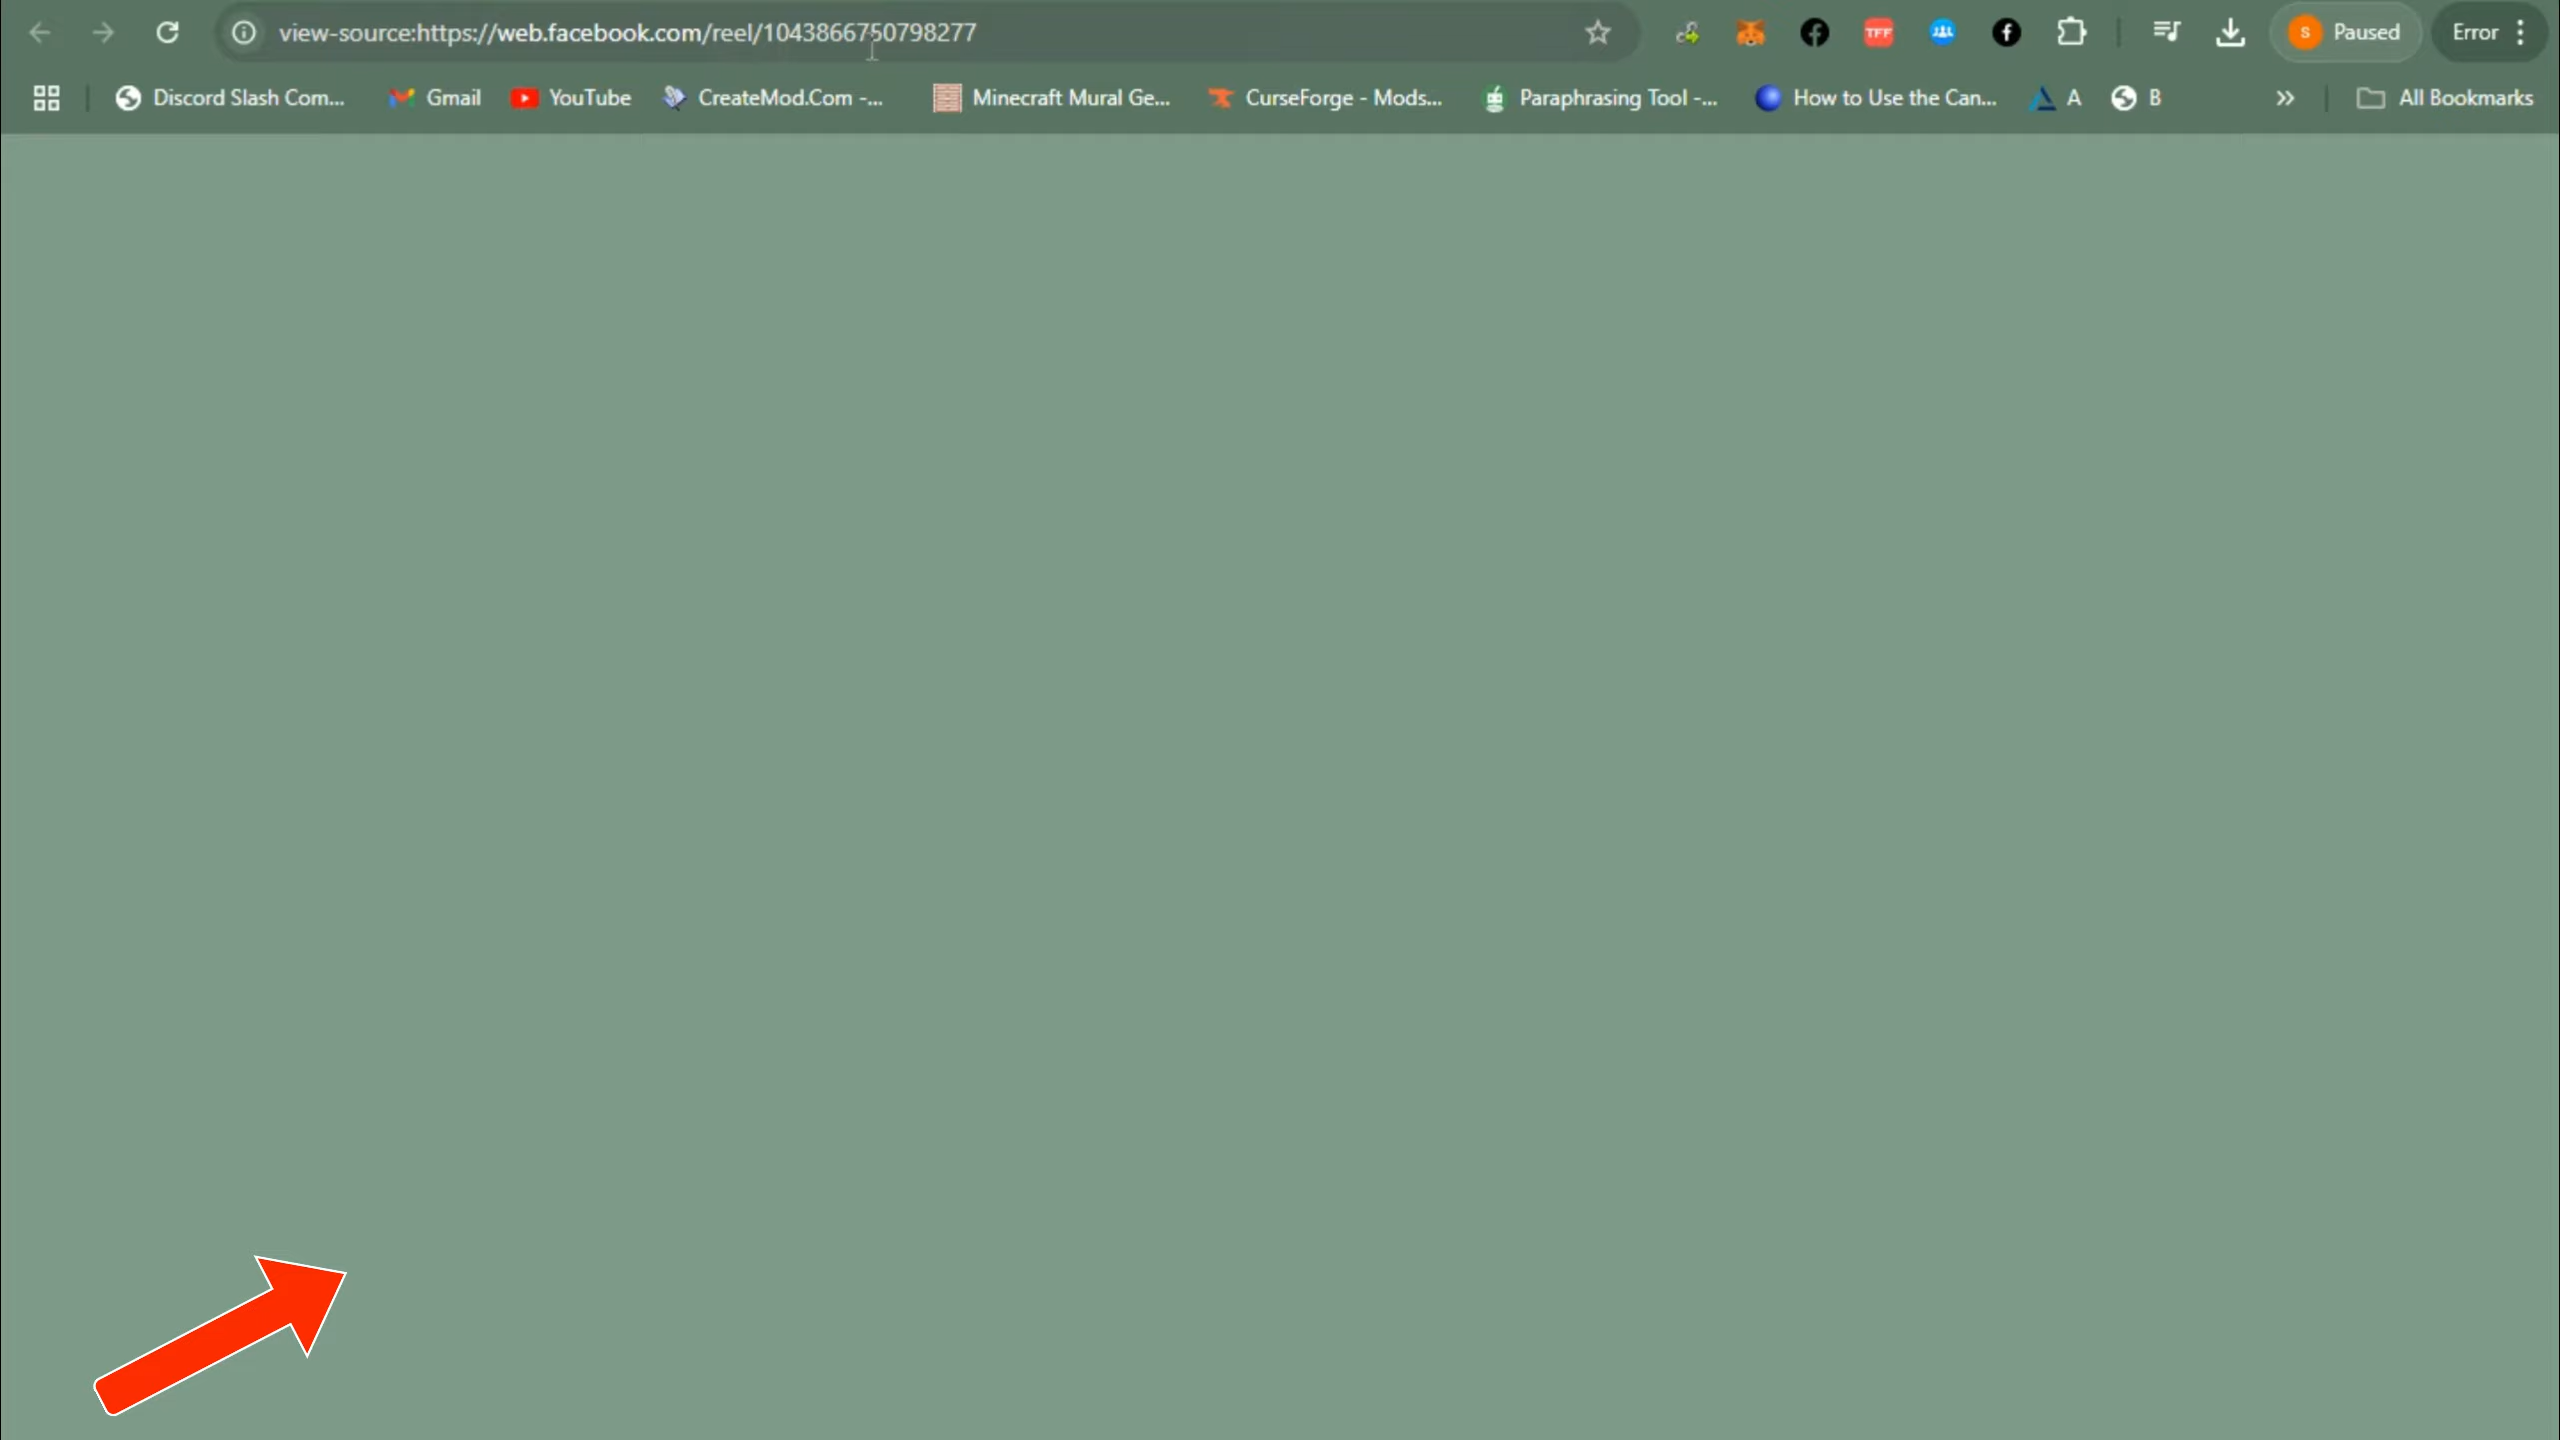 view-source:https://web.facebook.com/reel/1043866750798277
TFF
S
Paused
Error
Discord Slash Com...
Gmail
YouTube
CreateMod.Com -...
Minecraft Mural Ge...
CurseForge - Mods...
Paraphrasing Tool -...
How to Use the Can...
A
B
All Bookmarks